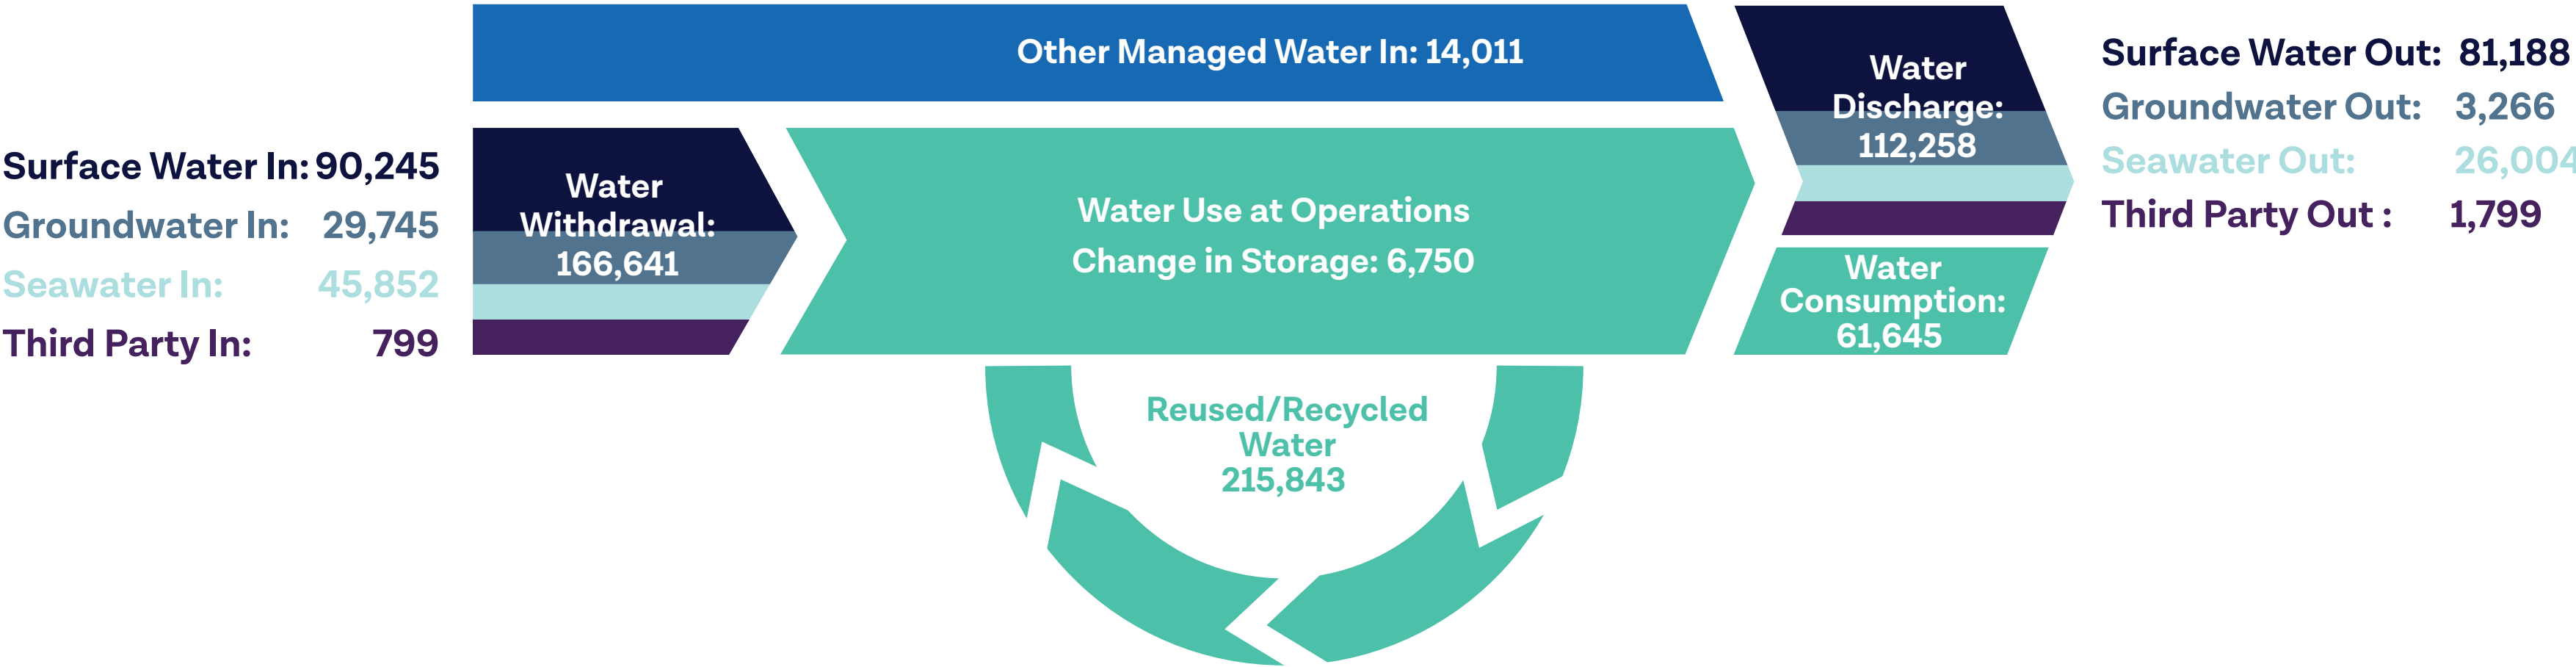 Other Managed Water In: 14,011
Surface Water In: 90,245
Groundwater In: 29,745
Seawater In: 45,852
Third Party In: 799
Water
Withdrawal:
166,641
Water Use at Operations
Change in Storage: 6,750
Reused/Recycled
Water
215,843
Water
Discharge:
112,258
Water
Consumption:
61,645
Surface Water Out: 81,188
Groundwater Out: 3,266
Seawater Out: 26,004
Third Party Out : 1,799